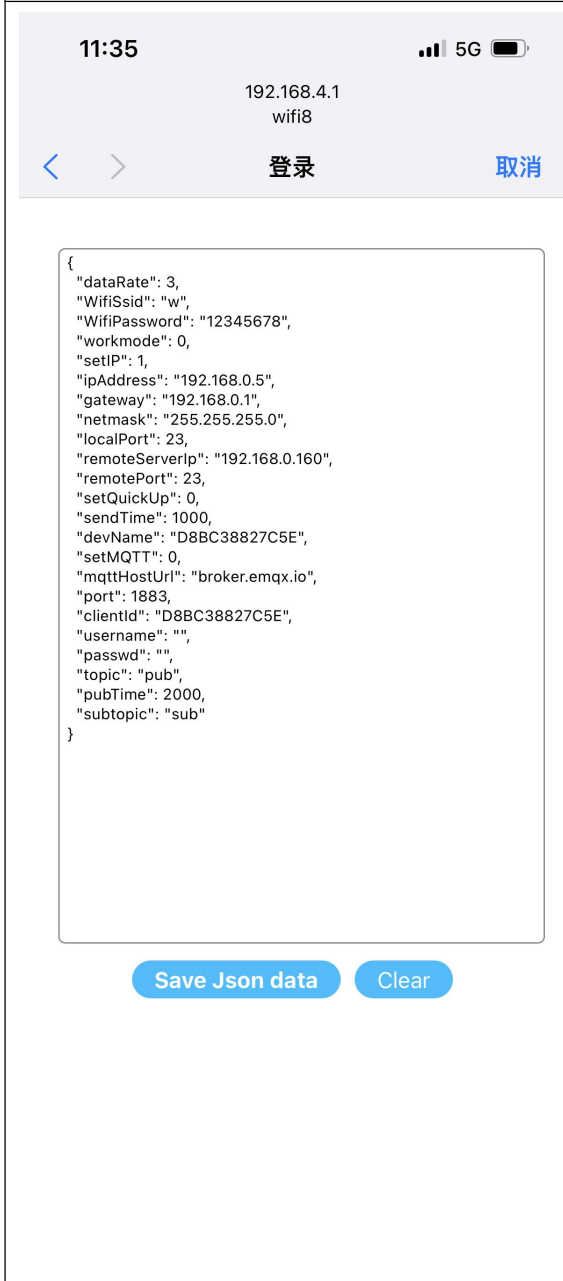 11:35
5G
192.168.4.1
wifi8
登录
取消
{
"dataRate": 3,
"WifiSsid": "w",
"WifiPassword": "12345678",
"workmode": 0,
"setIP": 1,
"ipAddress": "192.168.0.5",
"gateway": "192.168.0.1",
"netmask": "255.255.255.0",
"localPort": 23,
"remoteServerIp": "192.168.0.160",
"remotePort": 23,
"setQuickUp": 0,
"sendTime": 1000,
"devName": "D8BC38827C5E",
"setMQTT": 0,
"mqttHostUrl": "broker.emqx.io",
"port": 1883,
"clientId": "D8BC38827C5E",
"username": "",
"passwd": "",
"topic": "pub",
"pubTime": 2000,
"subtopic": "sub"
}
Save Json data
Clear